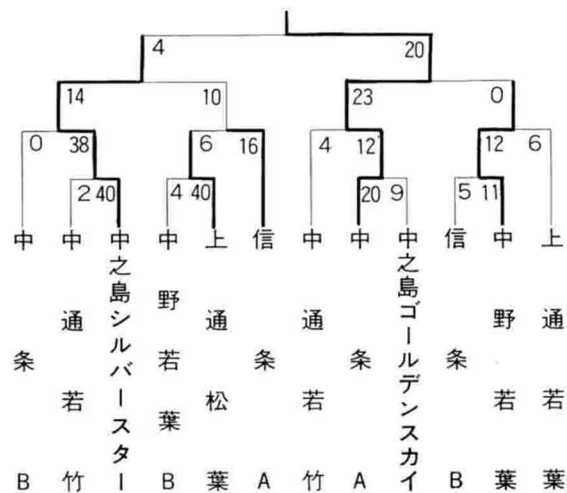 4 20
14 10 23 0
0 38 6 16 4 12 12 6
2 40 4 40 20 9 5 11
中条B
中通若竹
中之島シルバースター
中野若葉B
上通松葉
信条A
中通若竹
中条A
中之島ゴールデンスカイ
信条B
中野若葉
上通若葉